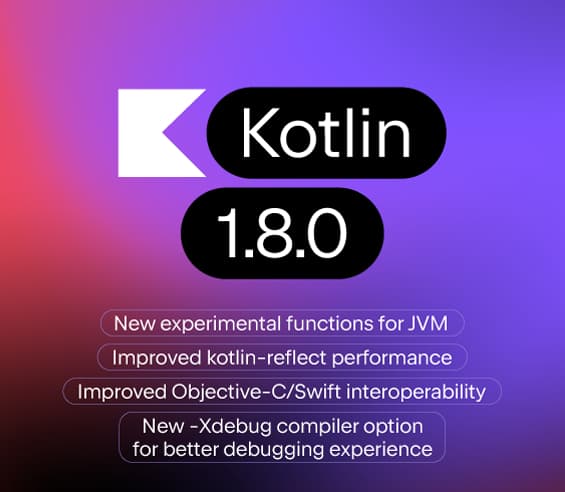 Kotlin
1.8.0
New experimental functions for JVM
Improved kotlin-reflect performance
Improved Objective-C/Swift interoperability
New -Xdebug compiler option
for better debugging experience